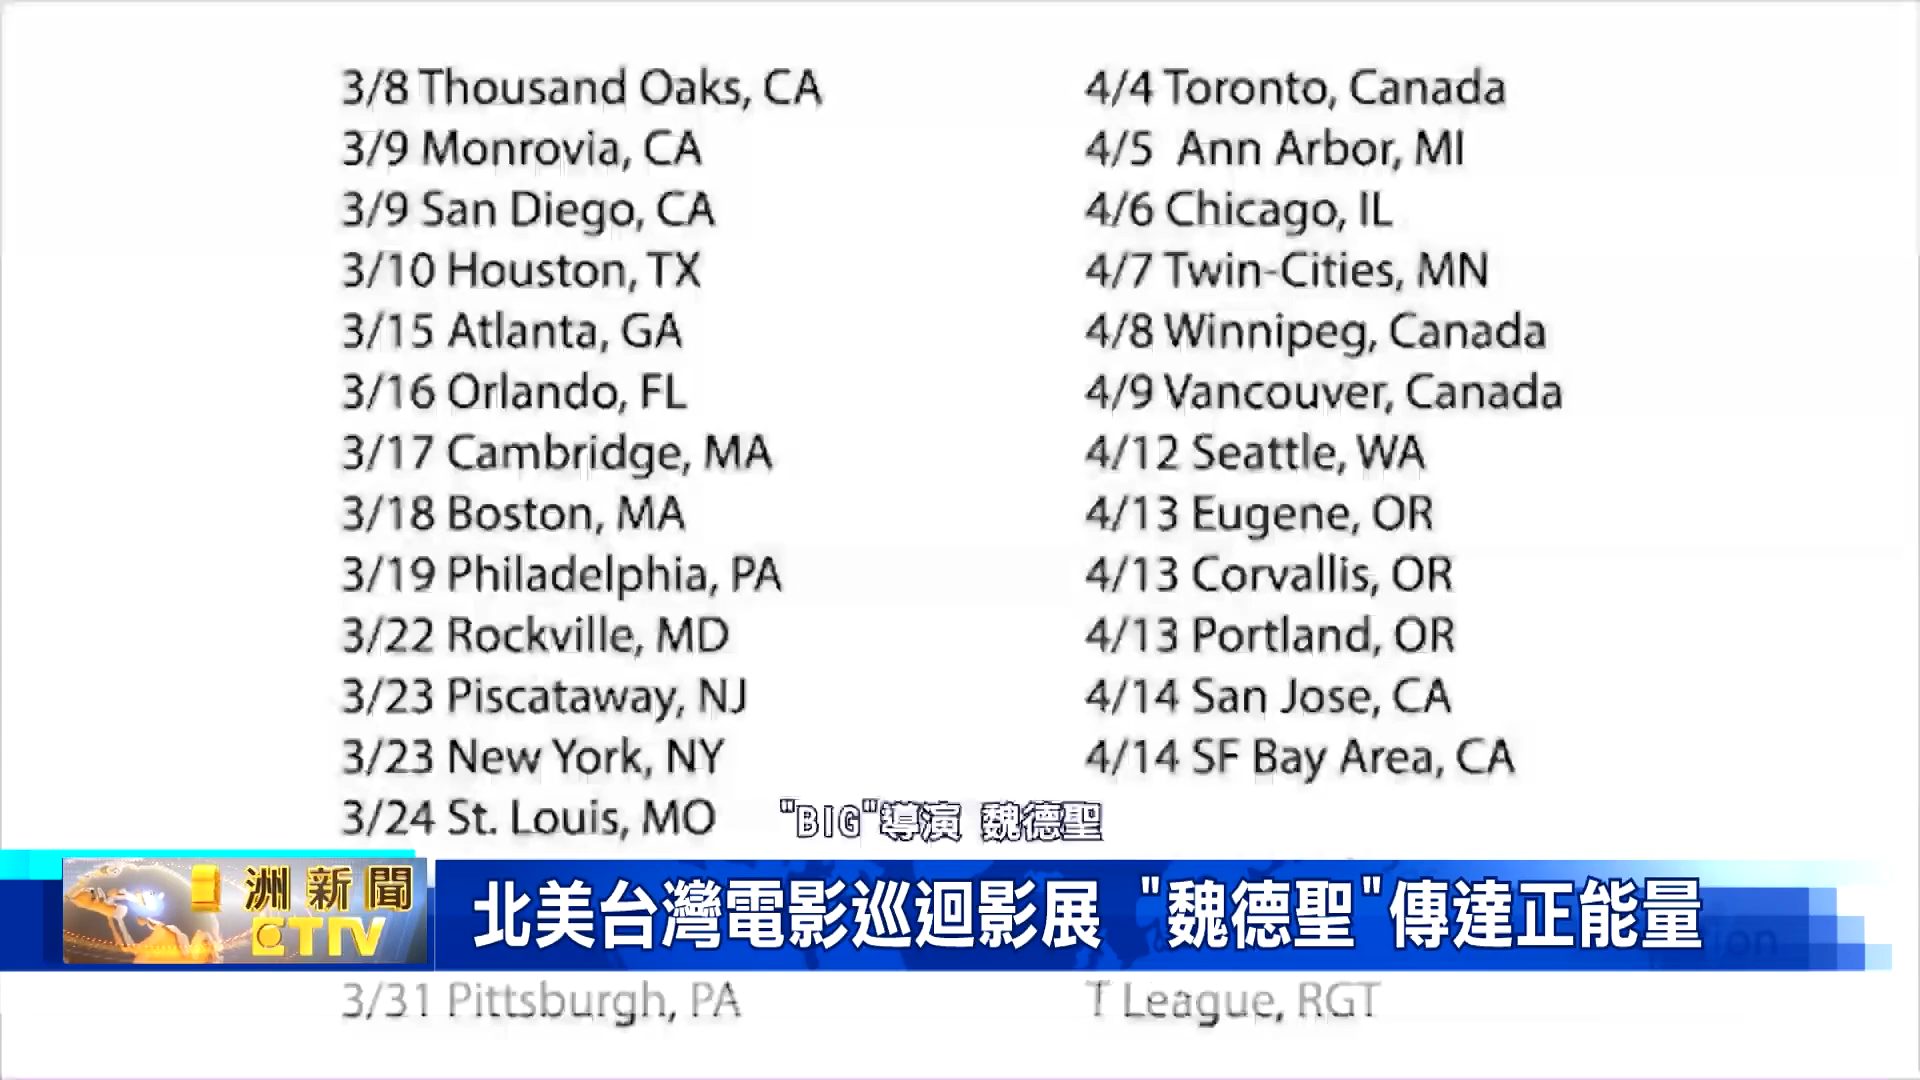 3/8 Thousand Oaks, CA
3/9 Monrovia, CA
3/9 San Diego, CA
3/10 Houston, TX
3/15 Atlanta, GA
3/16 Orlando, FL
3/17 Cambridge, MA
3/18 Boston, MA
3/19 Philadelphia, PA
3/22 Rockville, MD
3/23 Piscataway, NJ
3/23 New York, NY
3/24 St. Louis, MO
4/4 Toronto, Canada
4/5 Ann Arbor, MI
4/6 Chicago, IL
4/7 Twin-Cities, MN
4/8 Winnipeg, Canada
4/9 Vancouver, Canada
4/12 Seattle, WA
4/13 Eugene, OR
4/13 Corvallis, OR
4/13 Portland, OR
4/14 San Jose, CA
4/14 SF Bay Area, CA
"BIG"導演 魏德聖
洲新聞
ETTV
北美台灣電影巡迴影展 "魏德聖"傳達正能量
3/31 Pittsburgh, PA
T League, RGT